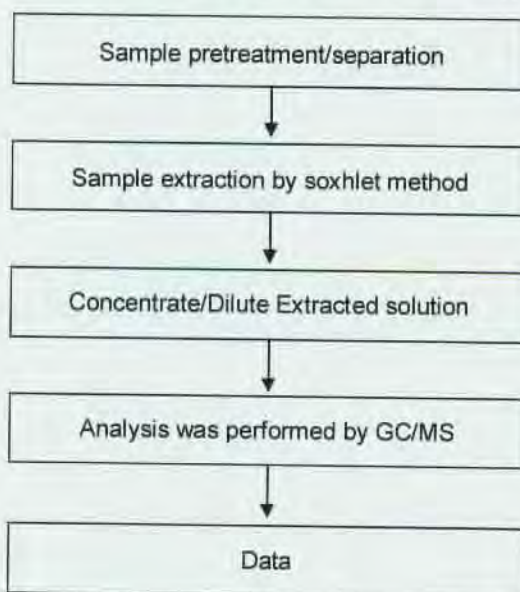 Sample pretreatment/separation
Sample extraction by soxhlet method
Concentrate/Dilute Extracted solution
Analysis was performed by GC/MS
Data